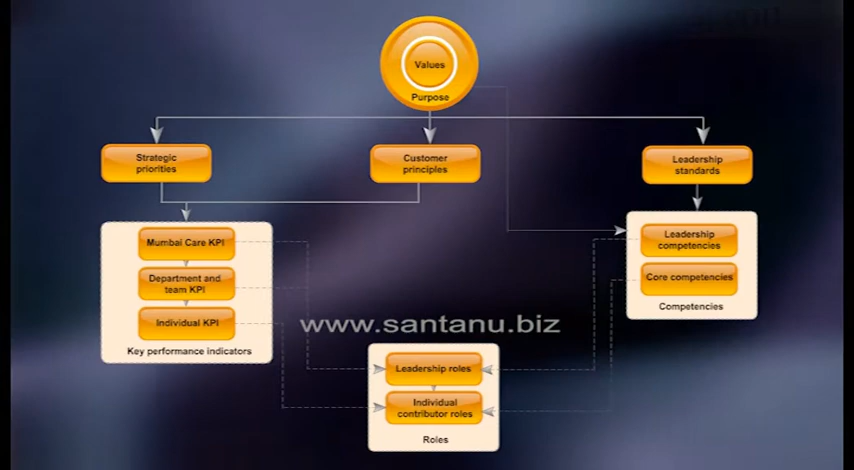 Values
Purpose
Strategic
priorities
Customer
principles
Leadership
standards
Mumbai Care KPI
Department and
team KPI
Individual KPI
Key performance indicators
Leadership
competencies
Core competencies
Competencies
www.santanu.biz
Leadership roles
Individual
contributor roles
Roles